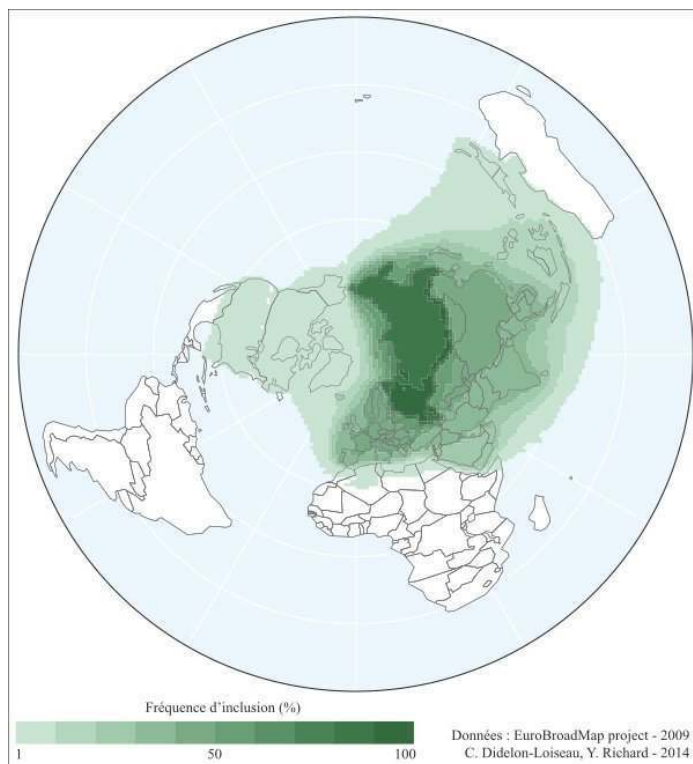 Fréquence d’inclusion (%)
1 50 100
Données : EuroBroadMap project - 2009
C. Didelon-Loiseau, Y. Richard - 2014